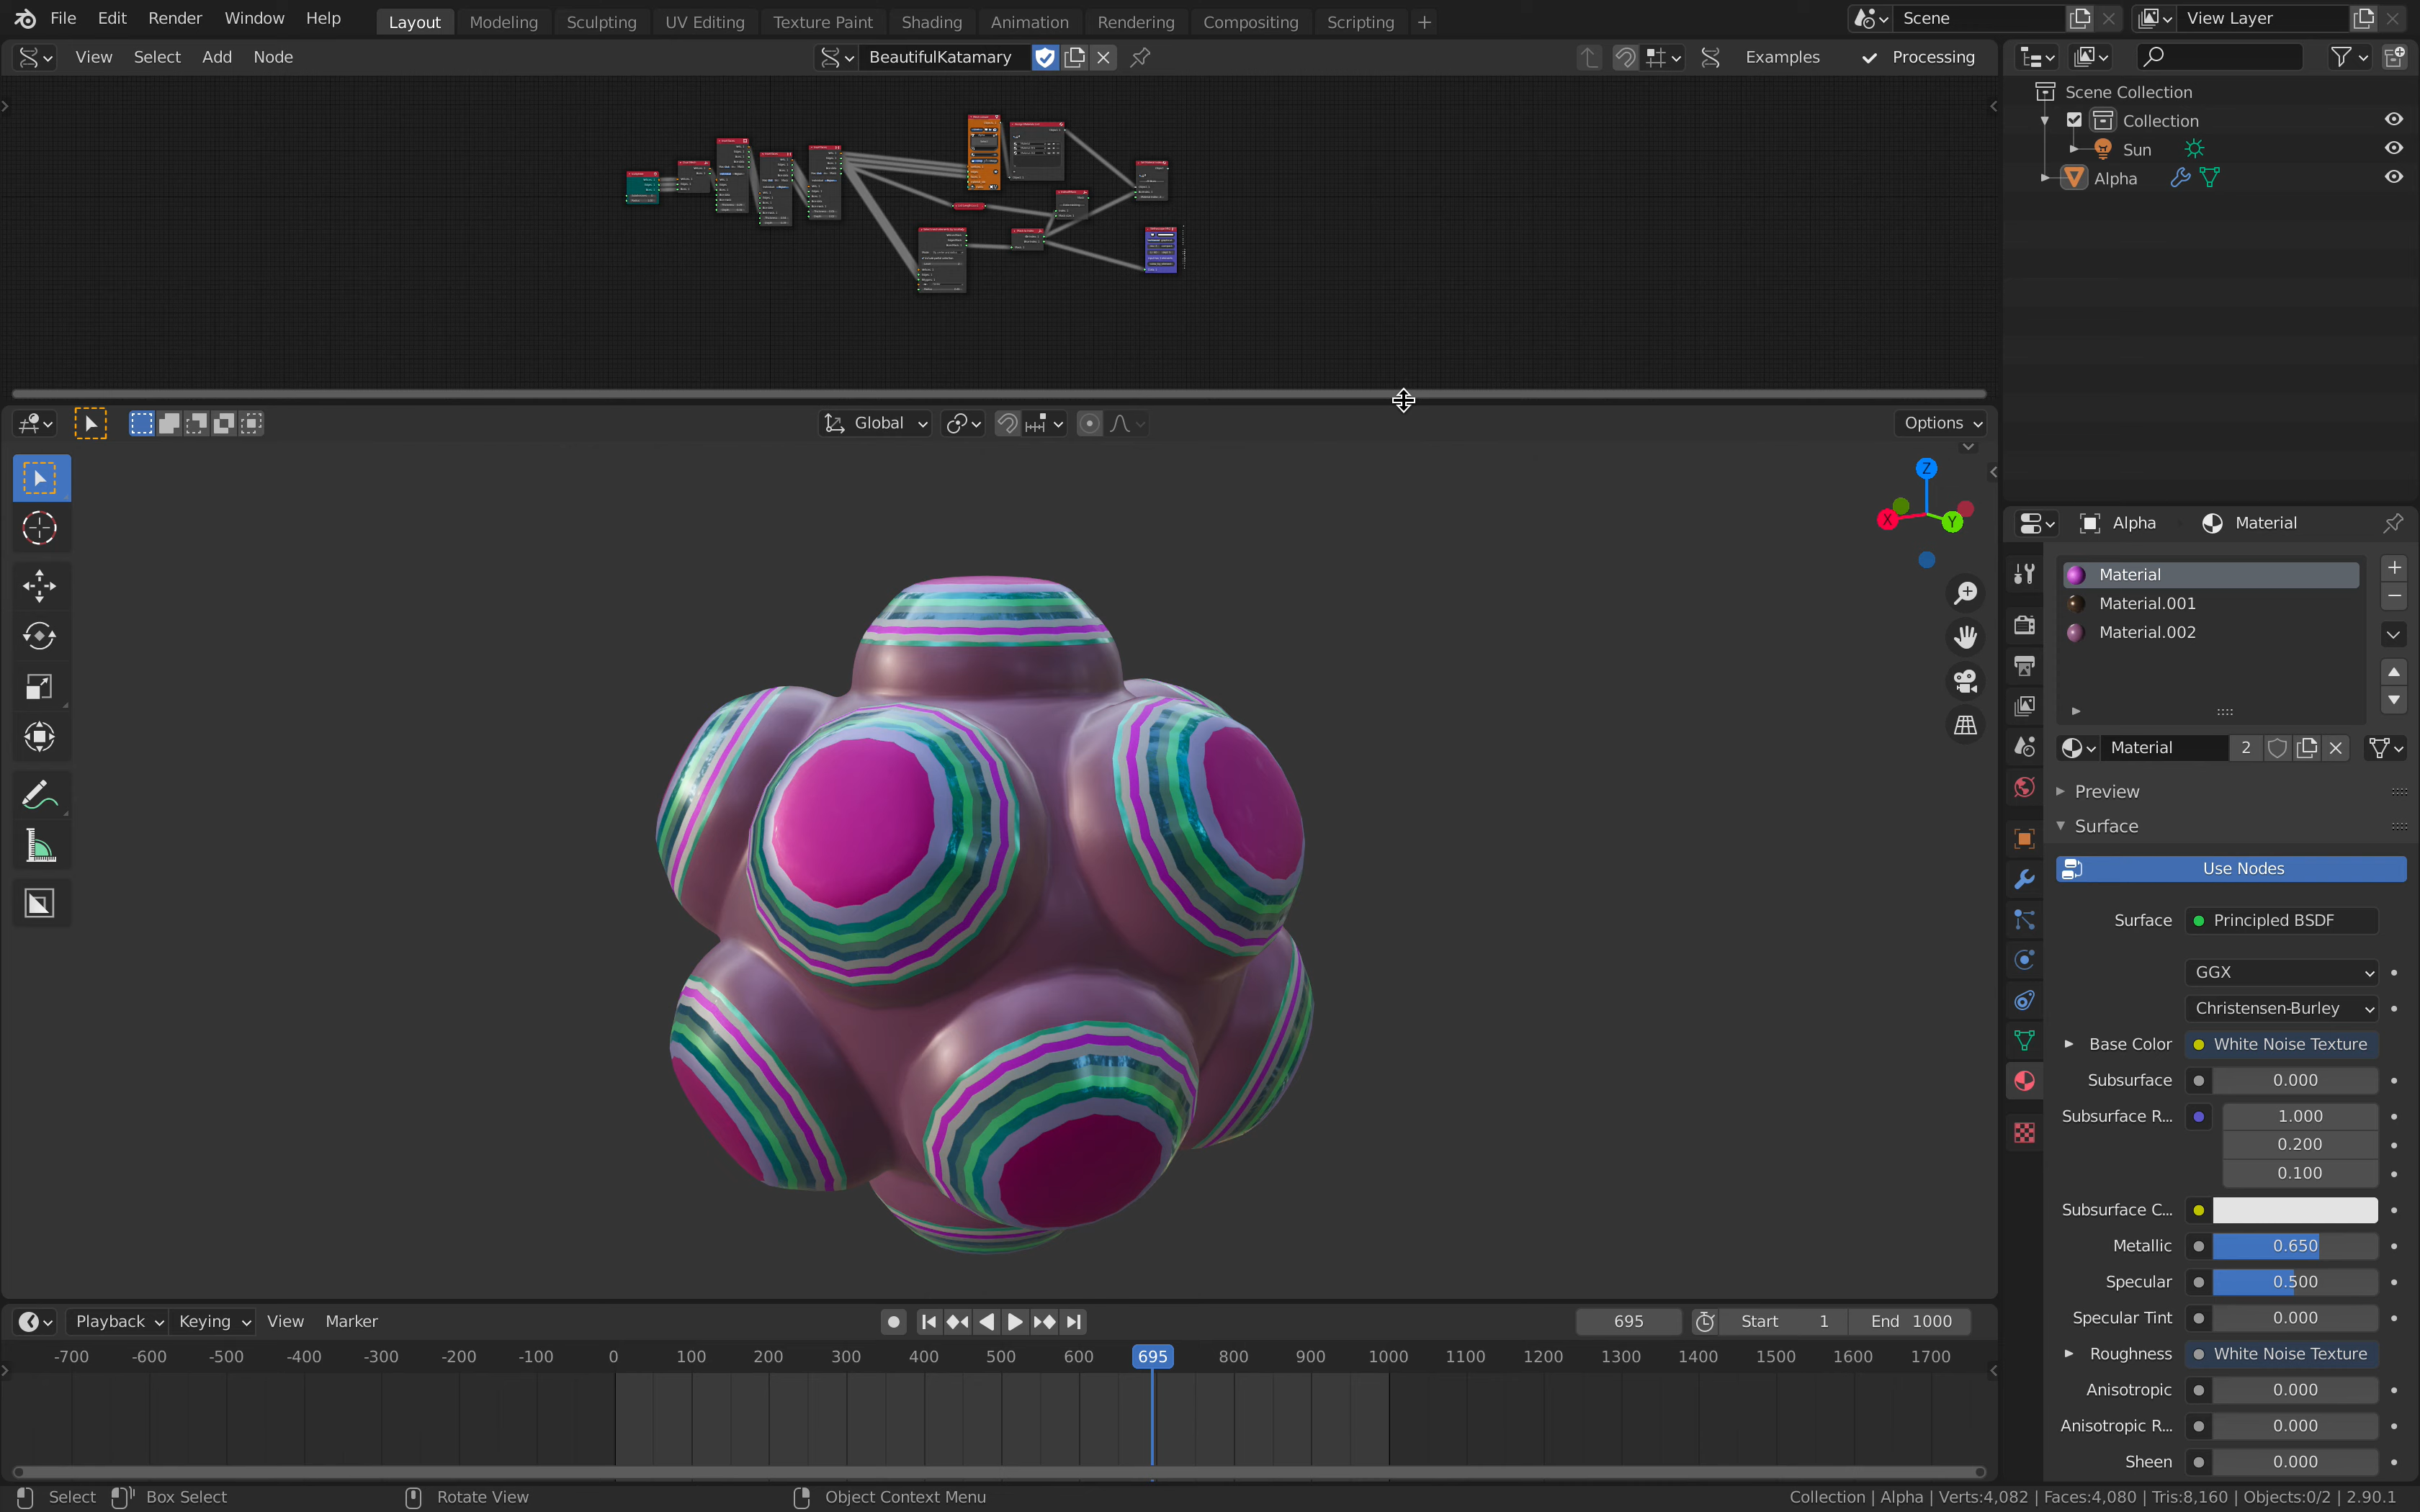 File Edit Render Window Help Layout Modeling Sculpting UV Editing Texture Paint Shading Animation Rendering Compositing Scripting Scene View Layer
View Select Add Node BeautifulKatamary Examples Processing
Scene Collection
Collection
Sun
Alpha
Global Options
Z
X Y
Alpha Material
Material
Material.001
Material.002
Material 2
Preview
Surface
Use Nodes
Surface Principled BSDF
GGX
Christensen-Burley
Base Color White Noise Texture
Subsurface 0.000
Subsurface R... 1.000
0.200
0.100
Subsurface C...
Metallic 0.650
Specular 0.500
Specular Tint 0.000
Roughness White Noise Texture
Anisotropic 0.000
Anisotropic R... 0.000
Sheen 0.000
Playback Keying View Marker 695 Start 1 End 1000
-700 -600 -500 -400 -300 -200 -100 0 100 200 300 400 500 600 695 800 900 1000 1100 1200 1300 1400 1500 1600 1700
Select Box Select Rotate View Object Context Menu Collection | Alpha | Verts:4,082 | Faces:4,080 | Tris:8,160 | Objects:0/2 | 2.90.1